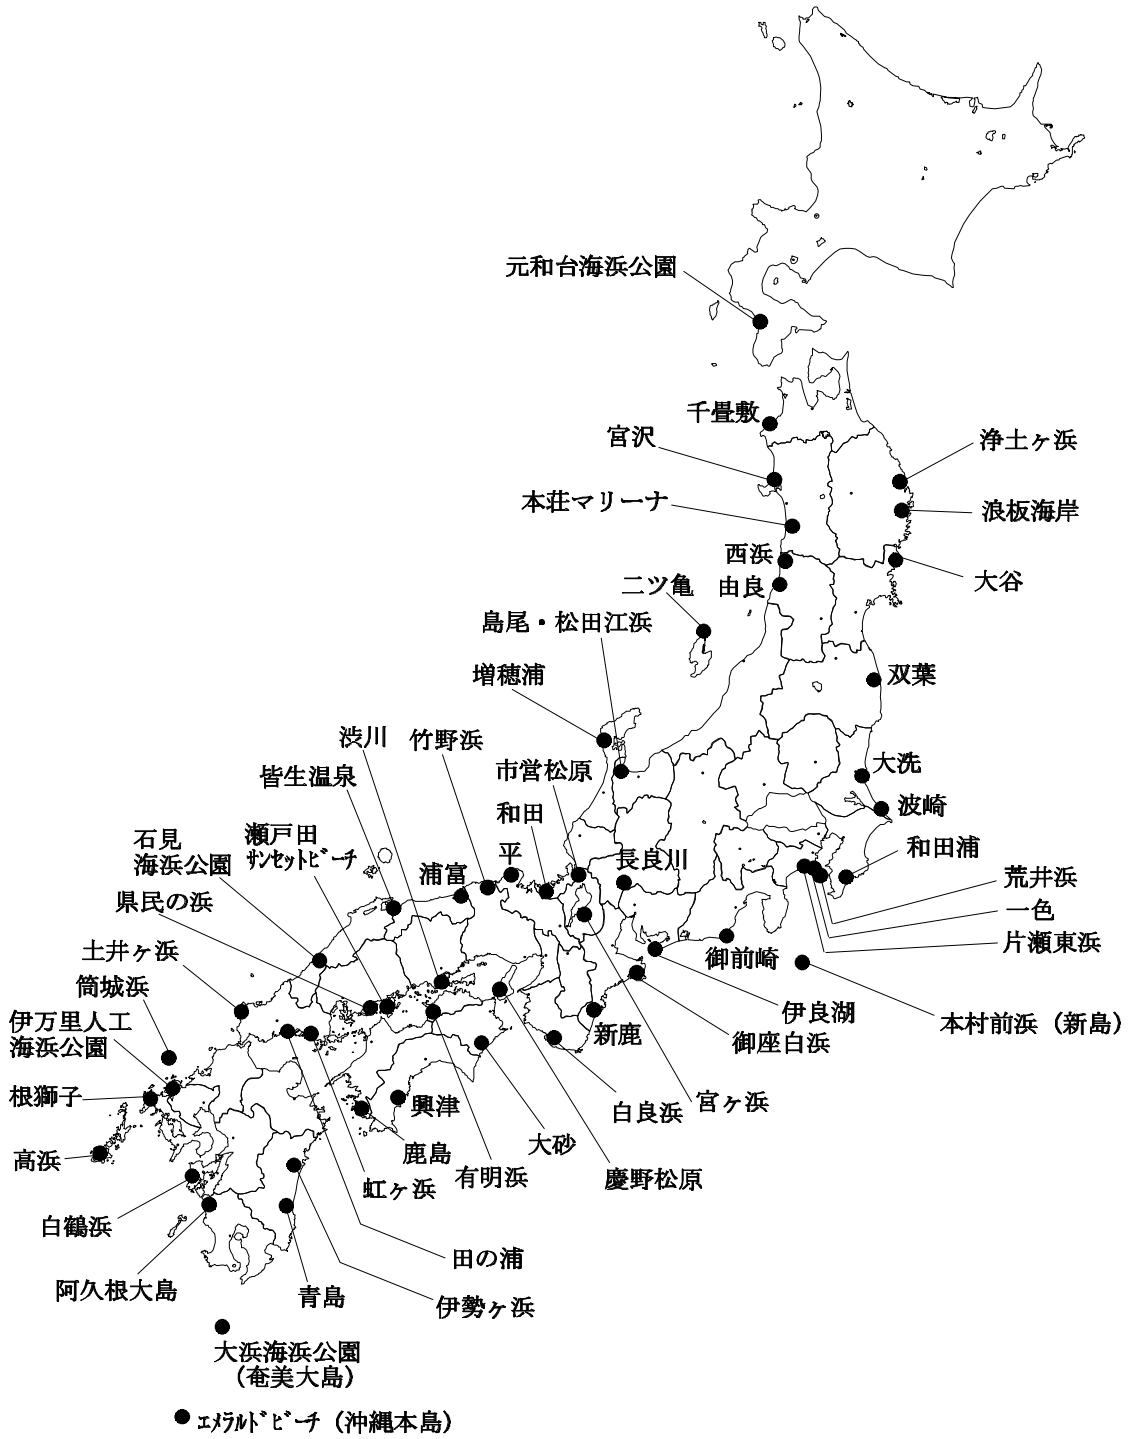 元和台海浜公園
千畳敷
宮沢
浄土ヶ浜
本荘マリーナ
浪板海岸
西浜
大谷
二ツ亀
由良
島尾・松田江浜
増穂浦
双葉
渋川
竹野浜
市営松原
大洗
皆生温泉
波崎
和田
石見
海浜公園
瀬戸田
ｻﾝｾｯﾄﾋﾞｰﾁ
平
長良川
和田浦
浦富
荒井浜
県民の浜
一色
土井ヶ浜
片瀬東浜
御前崎
筒城浜
伊良湖
本村前浜（新島）
伊万里人工
海浜公園
新鹿
御座白浜
根獅子
興津
白良浜
宮ヶ浜
大砂
鹿島
高浜
有明浜
慶野松原
虹ヶ浜
白鶴浜
田の浦
阿久根大島
青島
伊勢ヶ浜
大浜海浜公園
（奄美大島）
ｴﾒﾗﾙﾄﾞﾋﾞｰﾁ（沖縄本島）